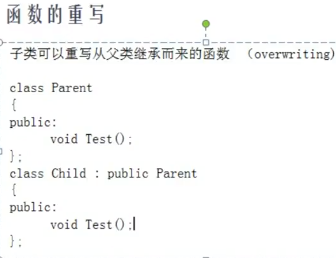 函数的重写
子类可以重写从父类继承而来的函数 （overwriting）
class Parent
{
public:
void Test();
};
class Child : public Parent
{
public:
void Test();
};